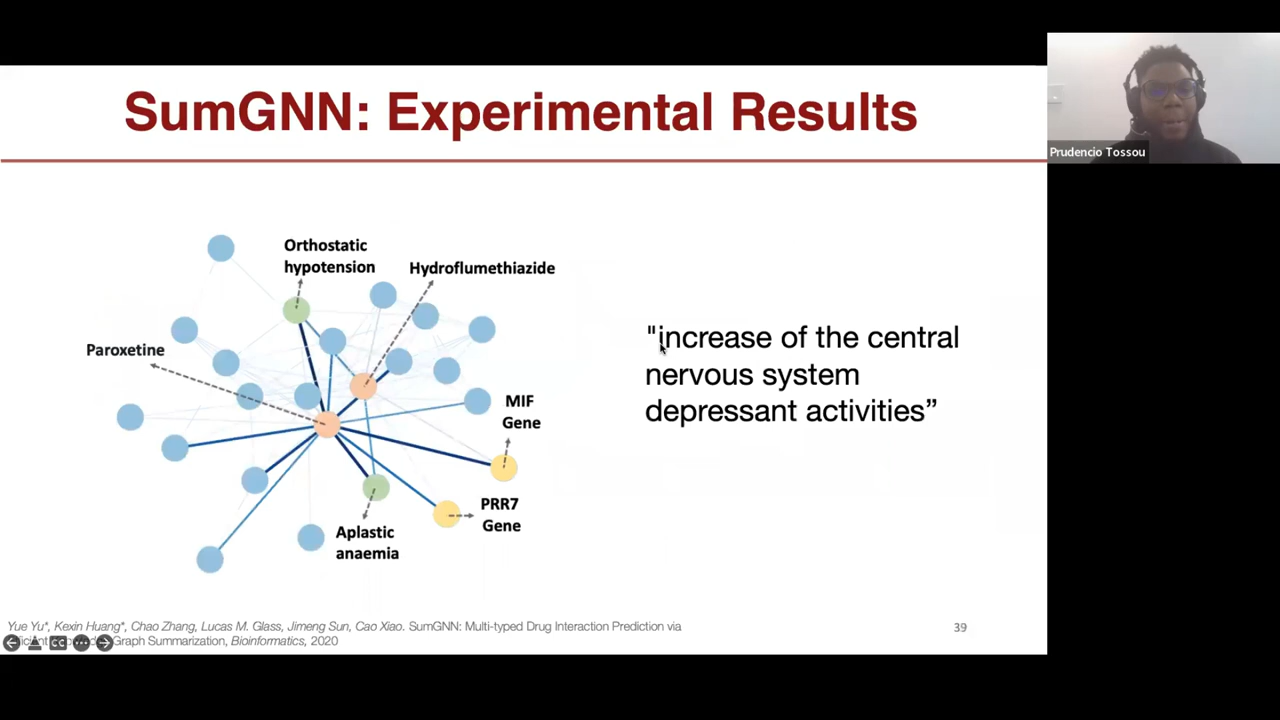 SumGNN: Experimental Results
Prudencio Tossou
Orthostatic
hypotension
Hydroflumethiazide
Paroxetine
MIF
Gene
PRR7
Gene
Aplastic
anaemia
"increase of the central
nervous system
depressant activities”
Yue Yu*, Kexin Huang*, Chao Zhang, Lucas M. Glass, Jimeng Sun, Cao Xiao. SumGNN: Multi-typed Drug Interaction Prediction via
Graph Summarization, Bioinformatics, 2020
39
CC